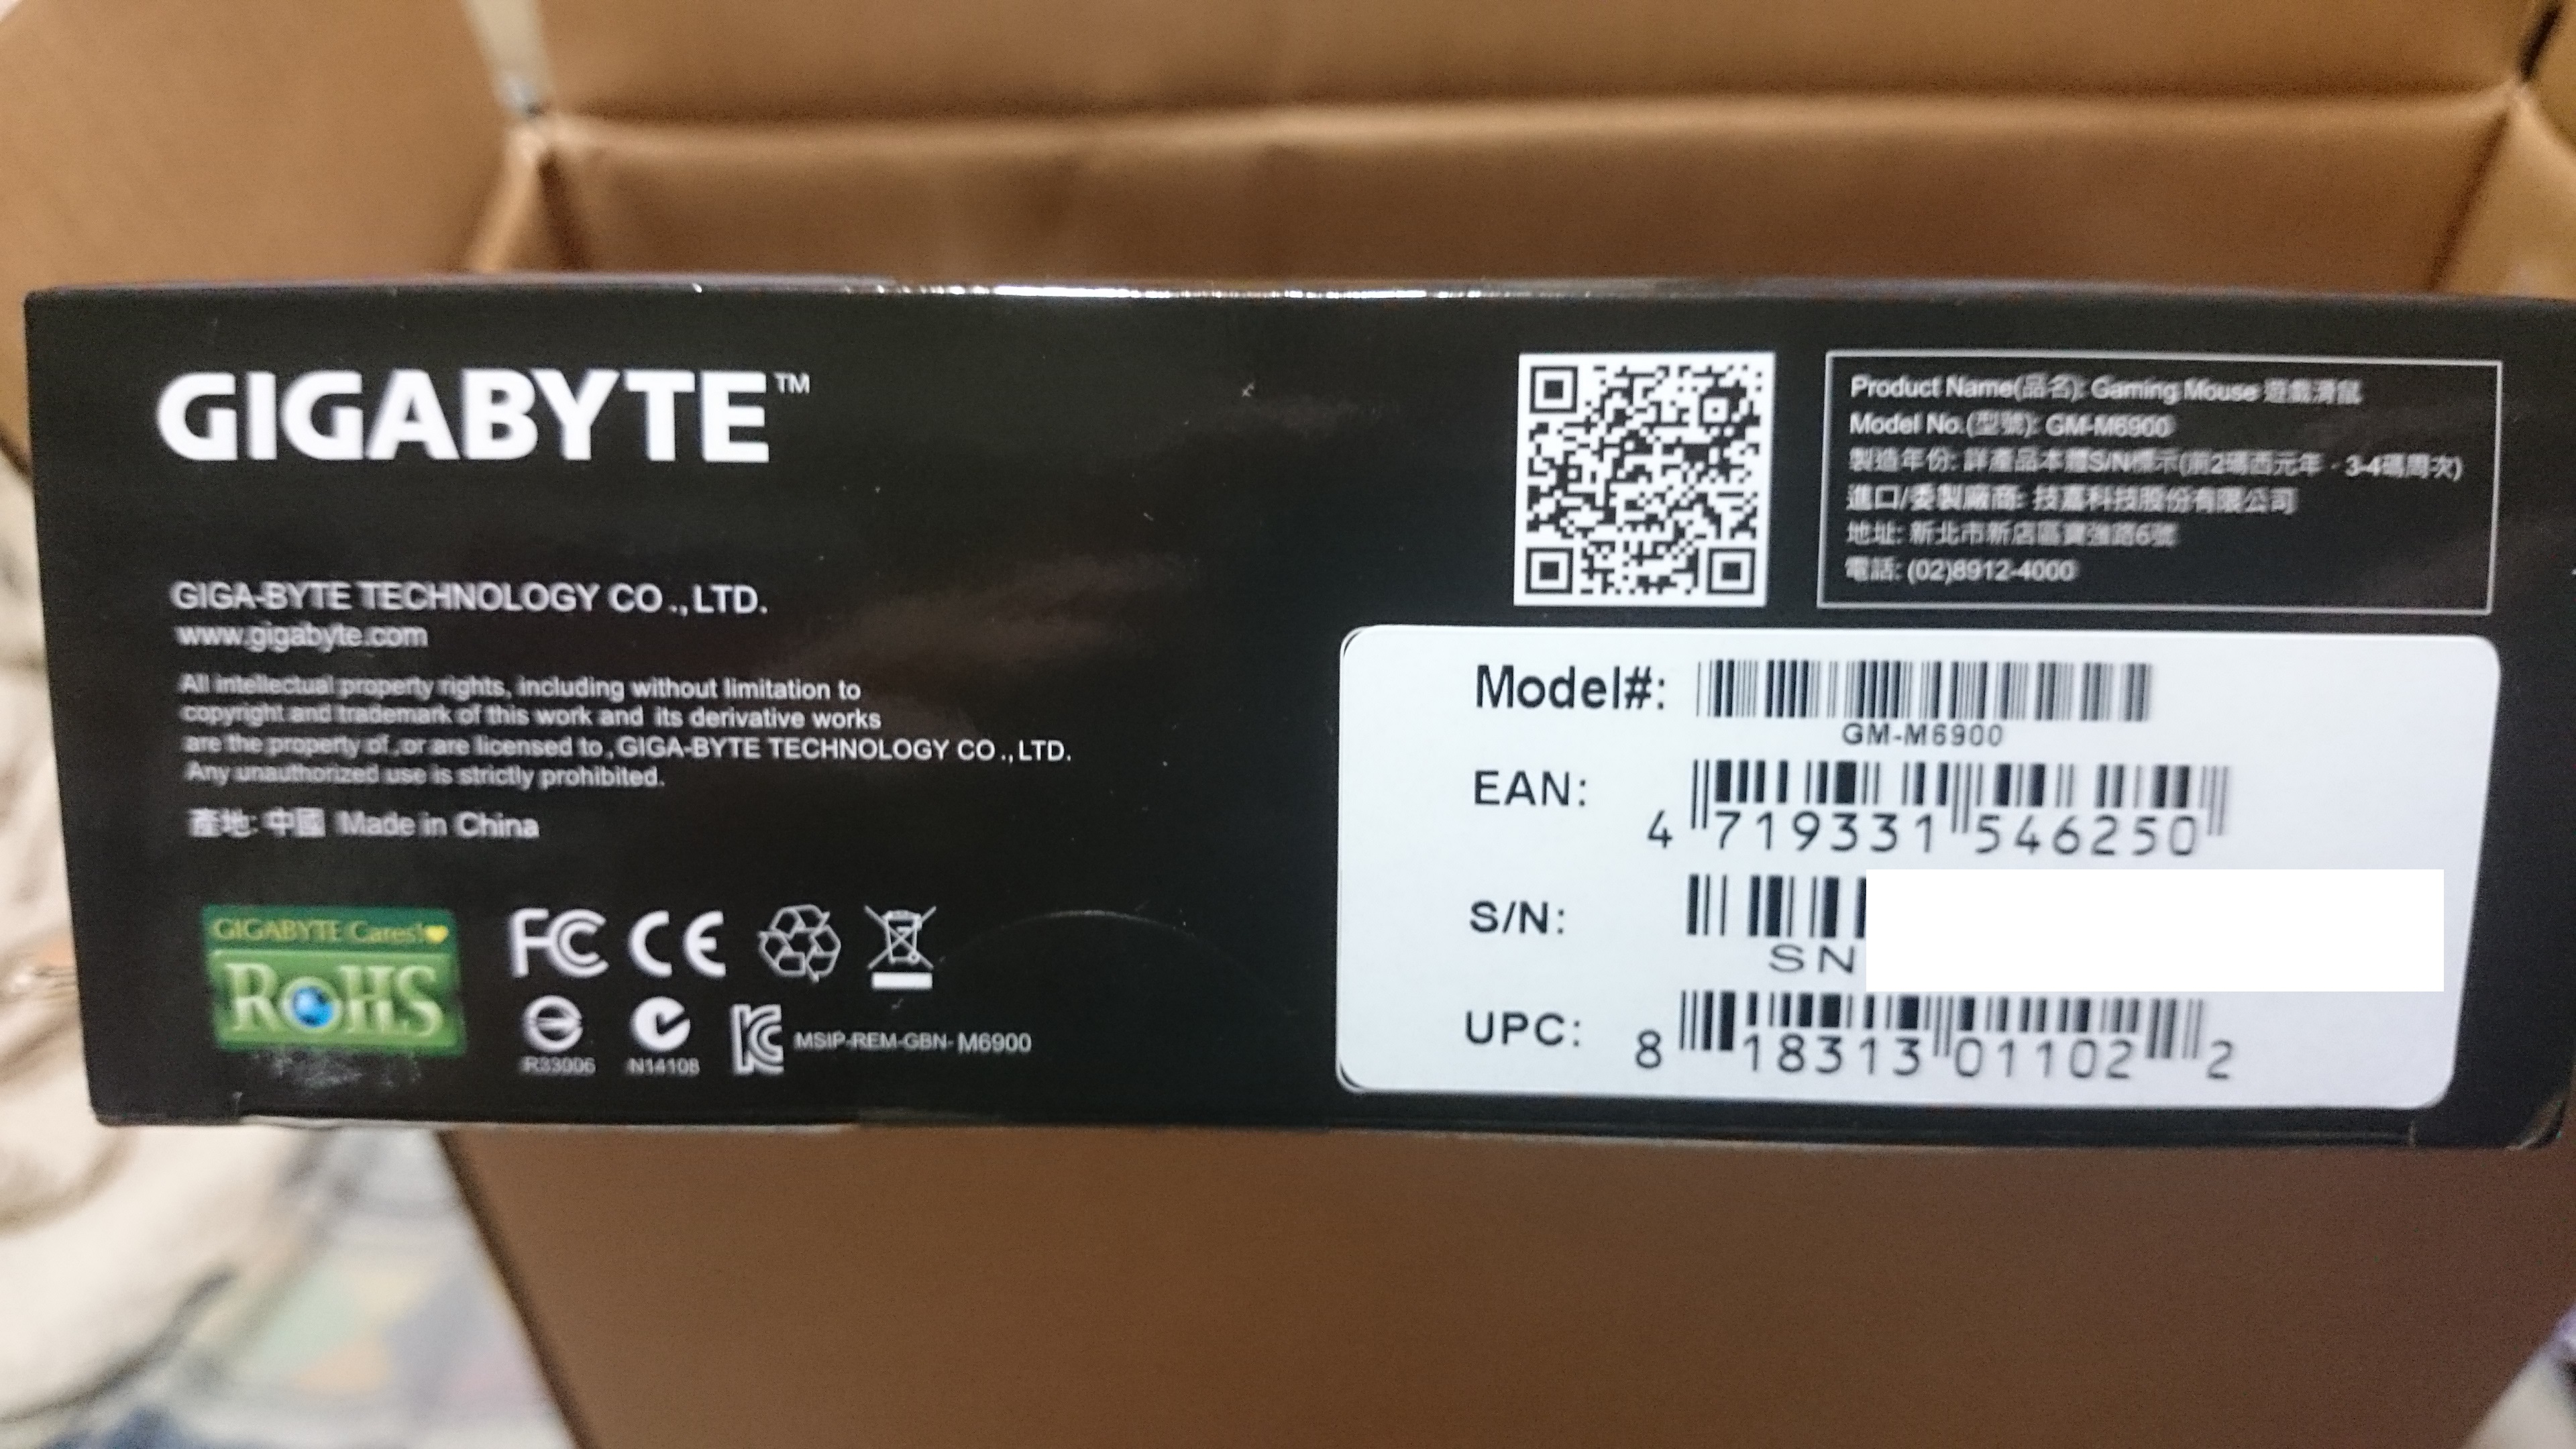 GIGABYTE™
GIGA-BYTE TECHNOLOGY CO.,LTD.
www.gigabyte.com
All intellectual property rights, including without limitation to
copyright and trademark of this work and its derivative works
are the property of, or are licensed to, GIGA-BYTE TECHNOLOGY CO.,LTD.
Any unauthorized use is strictly prohibited.
產地: 中國 Made in China
GIGABYTE Cares!
RoHS
FC CE
R33006 N14108 MSIP-REM-GBN-M6900
Product Name(品名): Gaming Mouse 遊戲滑鼠
Model No.(型號): GM-M6900
製造年份: 詳產品本體S/N標示(前2碼西元年，3-4碼周次)
進口/委製廠商: 技嘉科技股份有限公司
地址: 新北市新店區寶強路6號
電話: (02)8912-4000
Model#:
GM-M6900
EAN:
4 719331 546250
S/N:
SN
UPC:
8 18313 01102 2